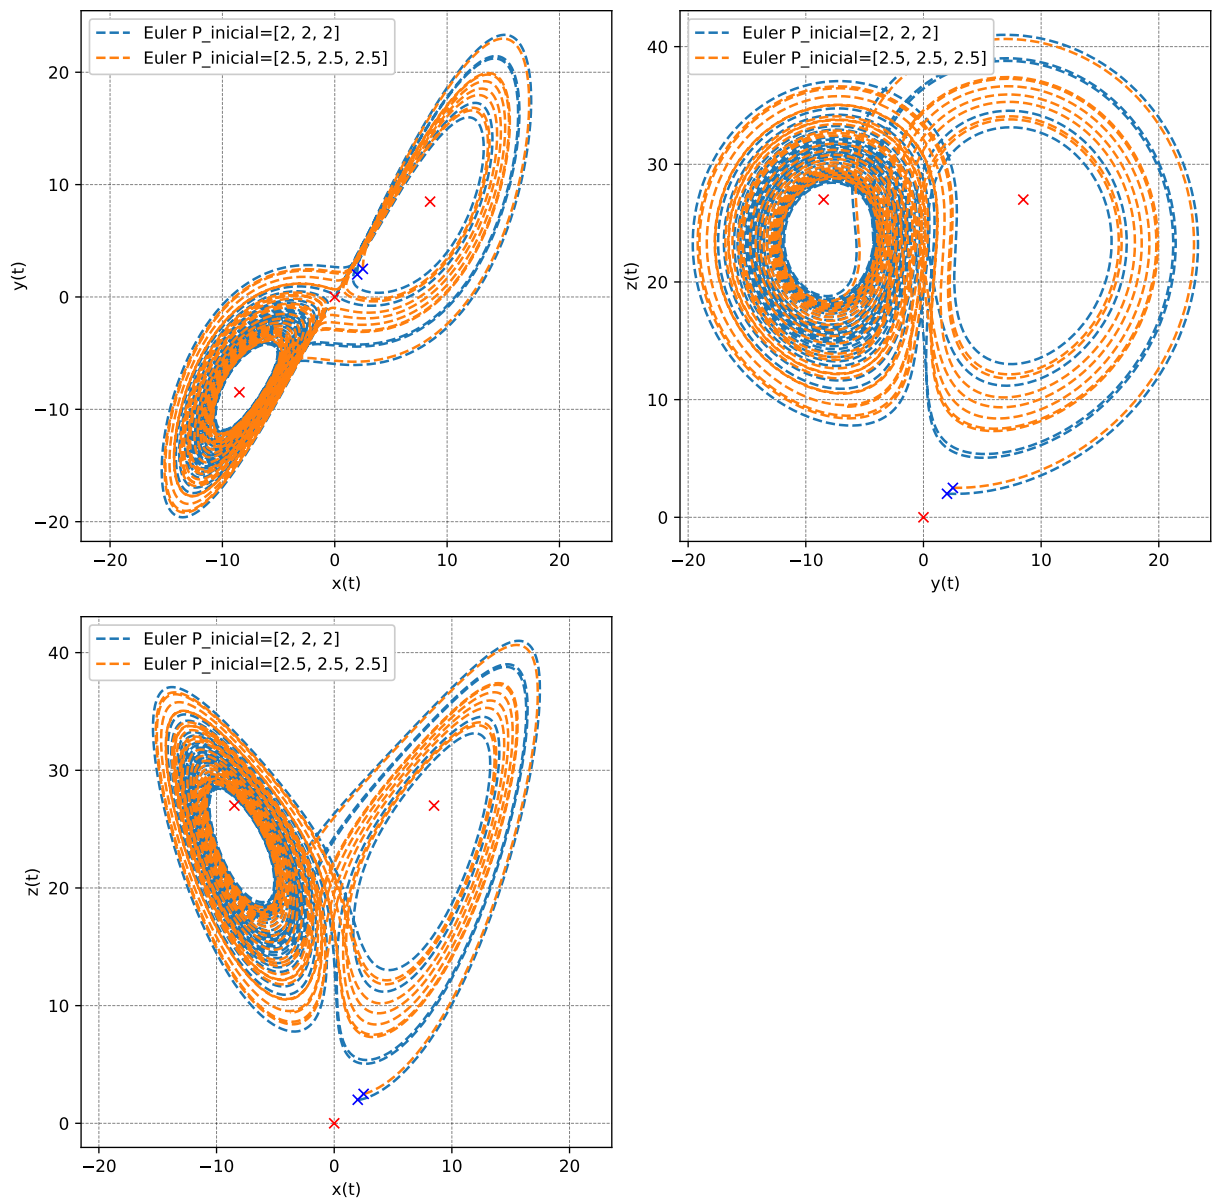 Euler P_inicial=[2, 2, 2]
Euler P_inicial=[2.5, 2.5, 2.5]
20
10
0
−10
−20
y(t)
−20 −10 0 10 20
x(t)
Euler P_inicial=[2, 2, 2]
Euler P_inicial=[2.5, 2.5, 2.5]
40
30
20
10
0
z(t)
−20 −10 0 10 20
y(t)
Euler P_inicial=[2, 2, 2]
Euler P_inicial=[2.5, 2.5, 2.5]
40
30
20
10
0
z(t)
−20 −10 0 10 20
x(t)